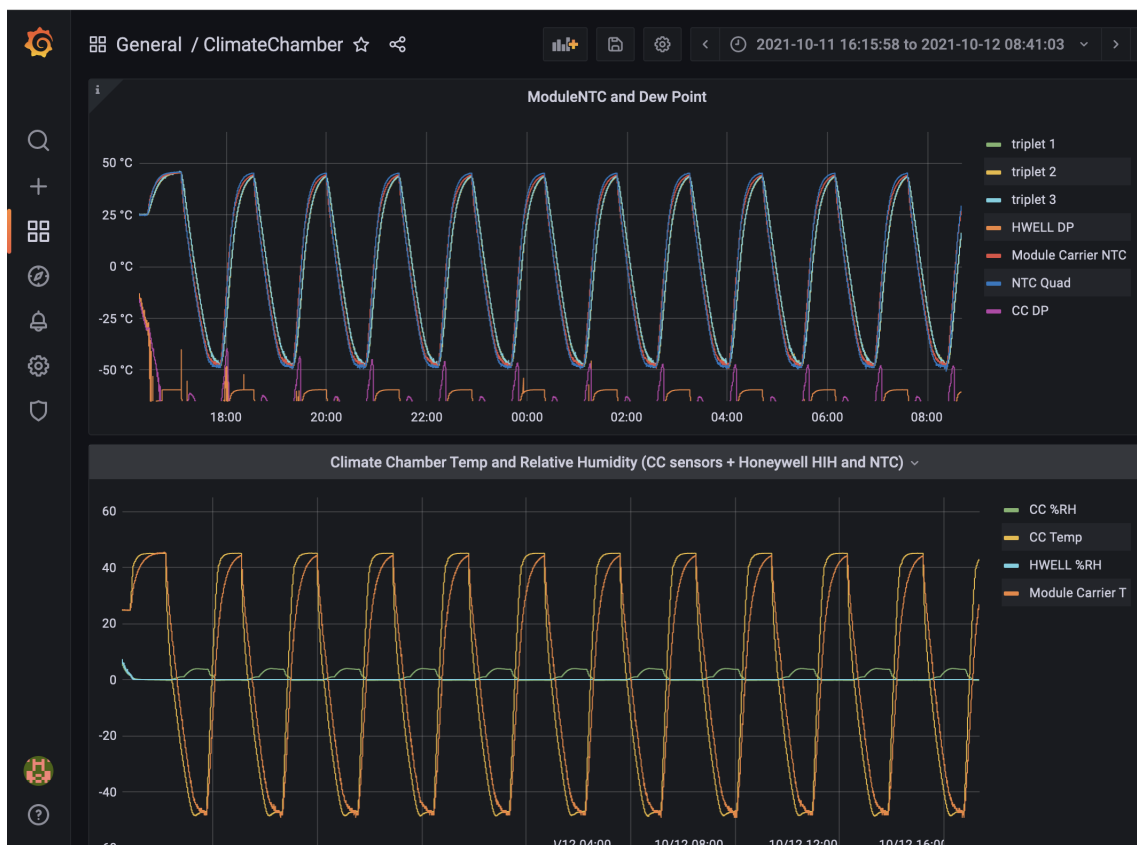 General / ClimateChamber
2021-10-11 16:15:58 to 2021-10-12 08:41:03
i
ModuleNTC and Dew Point
50 °C
25 °C
0 °C
-25 °C
-50 °C
18:00 20:00 22:00 00:00 02:00 04:00 06:00 08:00
triplet 1
triplet 2
triplet 3
HWELL DP
Module Carrier NTC
NTC Quad
CC DP
Climate Chamber Temp and Relative Humidity (CC sensors + Honeywell HIH and NTC)
60
40
20
0
-20
-40
CC %RH
CC Temp
HWELL %RH
Module Carrier T
/12 04:00 10/12 08:00 10/12 12:00 10/12 16:00